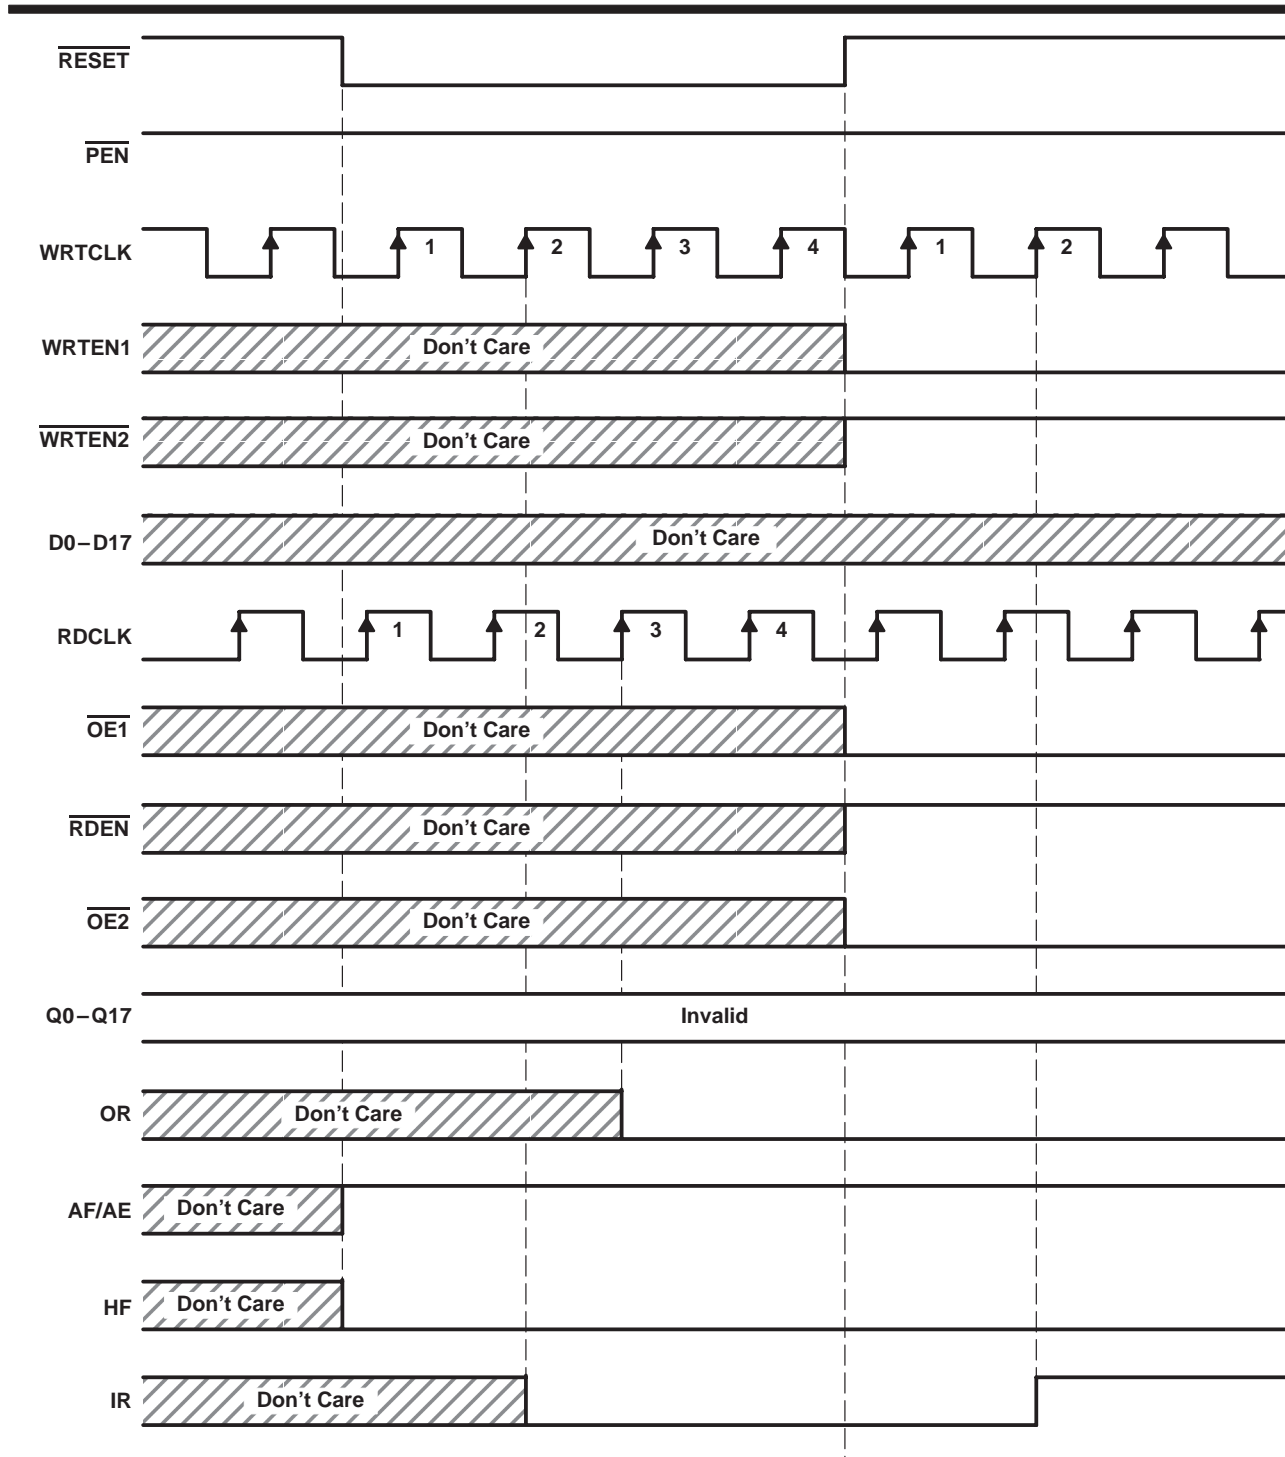 RESET
PEN
WRTCLK 1 2 3 4 1 2
WRTEN1 Don't Care
WRTEN2 Don't Care
D0–D17 Don't Care
RDCLK 1 2 3 4
OE1 Don't Care
RDEN Don't Care
OE2 Don't Care
Q0–Q17 Invalid
OR Don't Care
AF/AE Don't Care
HF Don't Care
IR Don't Care